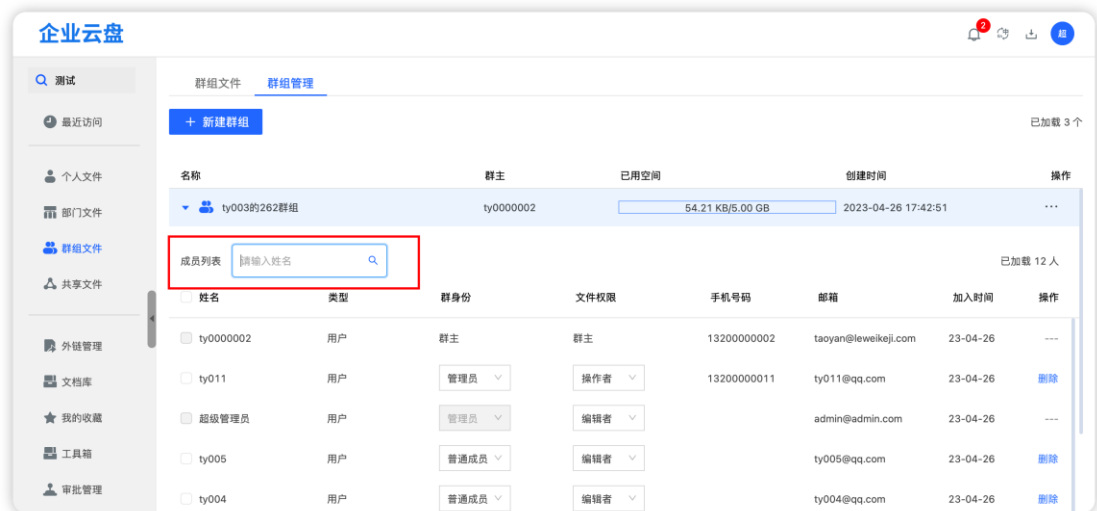 企业云盘
2
超
测试
群组文件 群组管理
最近访问
+ 新建群组
已加载 3 个
个人文件
名称 群主 已用空间 创建时间 操作
部门文件
ty003的262群组 ty0000002 54.21 KB/5.00 GB 2023-04-26 17:42:51 ...
群组文件
成员列表 请输入姓名 已加载 12 人
共享文件
姓名 类型 群身份 文件权限 手机号码 邮箱 加入时间 操作
ty0000002 用户 群主 群主 13200000002 taoyan@leweikeji.com 23-04-26 ---
外链管理
ty011 用户 管理员 操作者 13200000011 ty011@qq.com 23-04-26 删除
文档库
超级管理员 用户 管理员 编辑者 admin@admin.com 23-04-26 ---
我的收藏
工具箱
ty005 用户 普通成员 编辑者 ty005@qq.com 23-04-26 删除
审批管理
ty004 用户 普通成员 编辑者 ty004@qq.com 23-04-26 删除